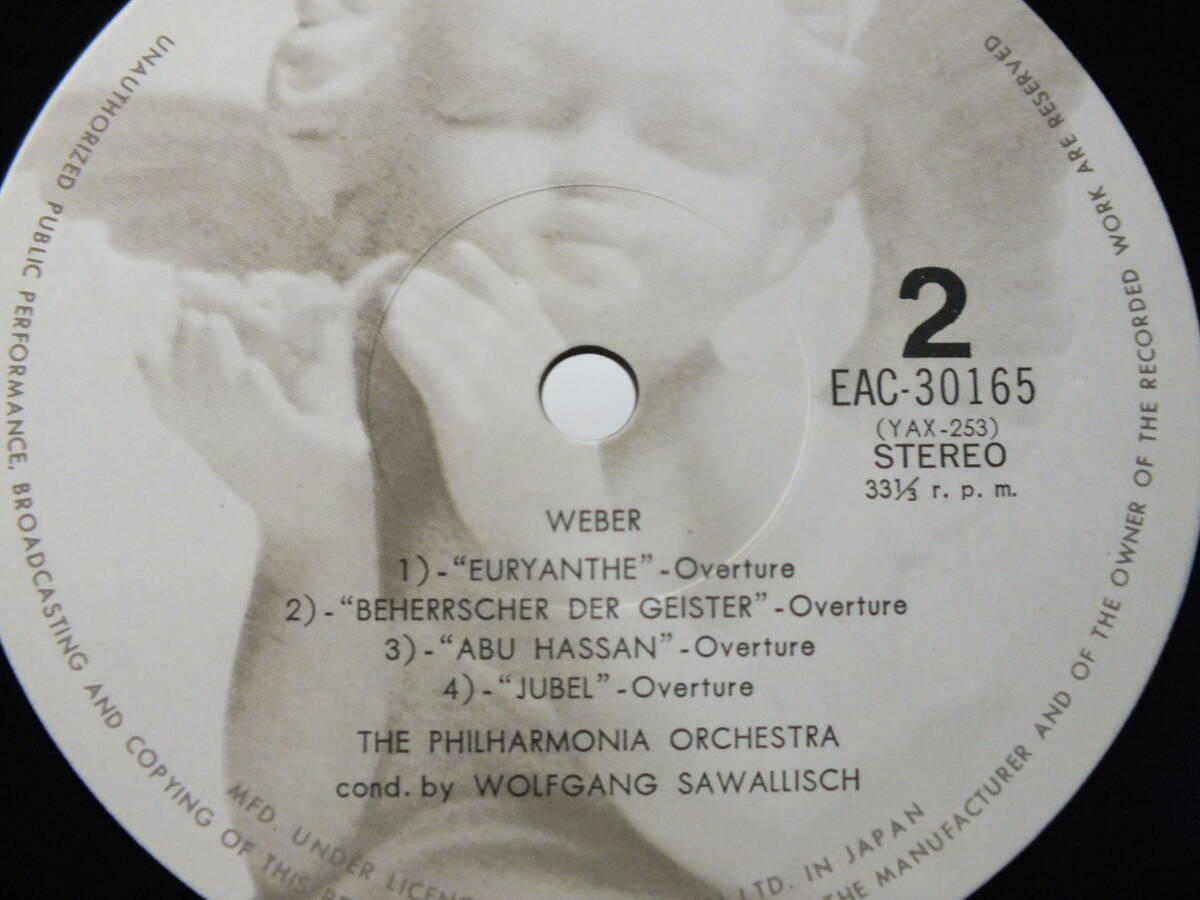 2
EAC-30165
(YAX-253)
STEREO
33⅓ r. p. m.
WEBER
1)-“EURYANTHE”-Overture
2)-“BEHERRSCHER DER GEISTER”-Overture
3)-“ABU HASSAN”-Overture
4)-“JUBEL”-Overture
THE PHILHARMONIA ORCHESTRA
cond. by WOLFGANG SAWALLISCH
MFD. UNDER LTD. IN JAPAN
UNAUTHORIZED PUBLIC PERFORMANCE, BROADCASTING AND COPYING OF THIS THE MANUFACTURER AND OF THE OWNER OF THE RECORDED WORK ARE RESERVED